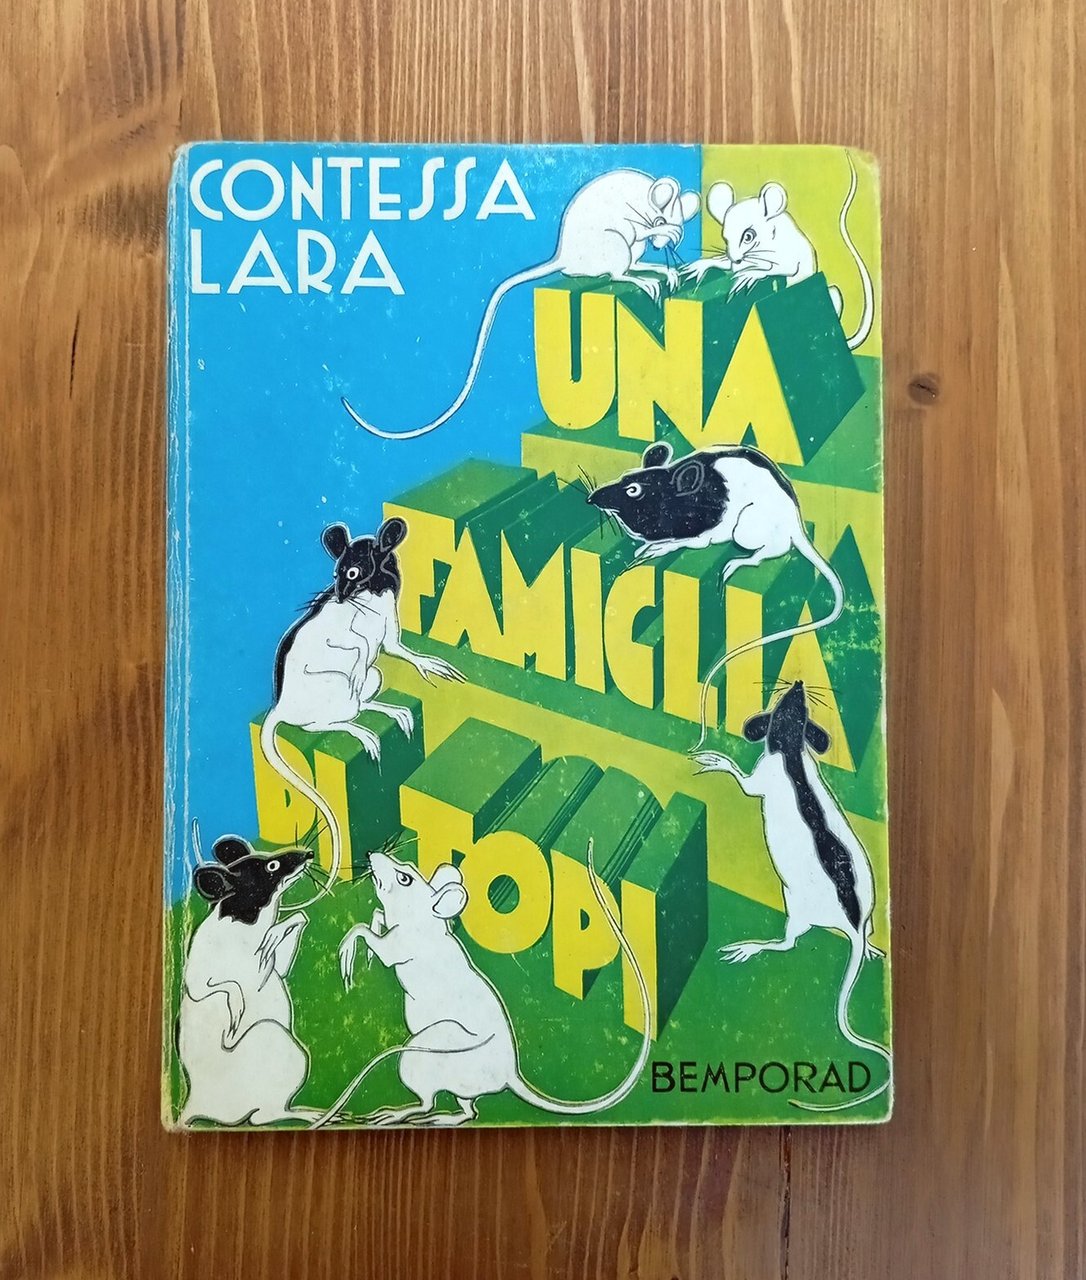 CONTESSA
LARA
UNA
FAMIGLIA
DI TOPI
BEMPORAD